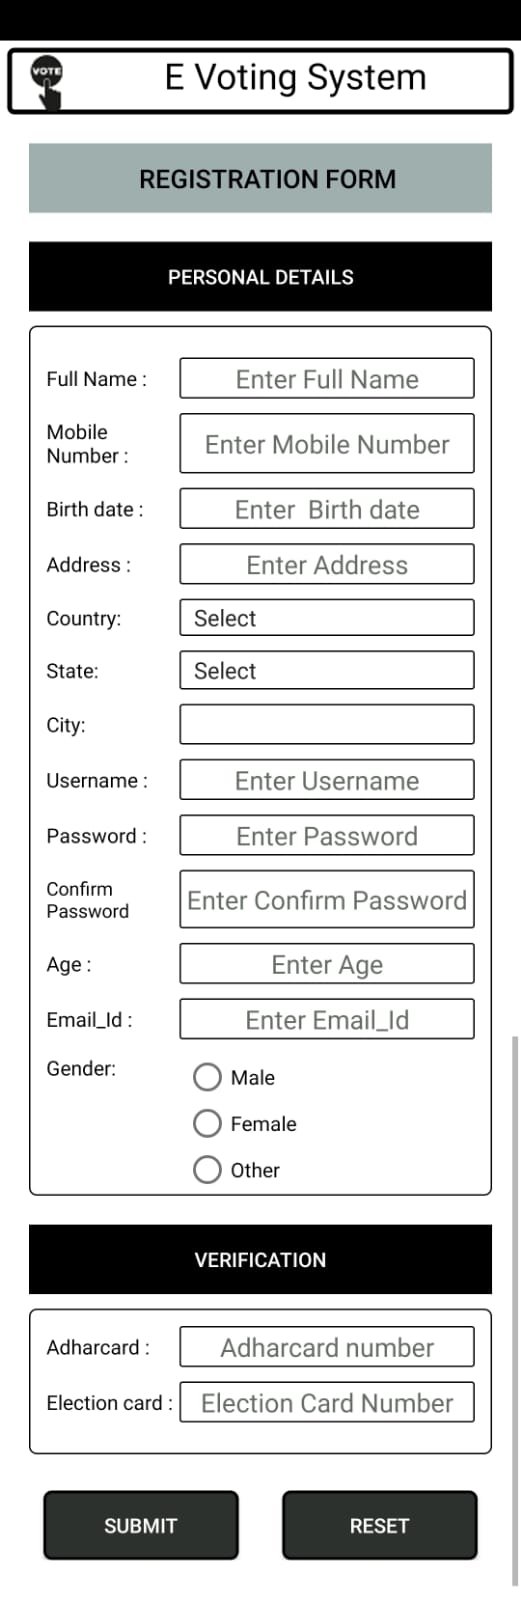 VOTE
E Voting System
REGISTRATION FORM
PERSONAL DETAILS
Full Name : Enter Full Name
Mobile
Number : Enter Mobile Number
Birth date : Enter  Birth date
Address : Enter Address
Country: Select
State: Select
City:
Username : Enter Username
Password : Enter Password
Confirm
Password Enter Confirm Password
Age : Enter Age
Email_Id : Enter Email_Id
Gender: Male
Female
Other
VERIFICATION
Adharcard : Adharcard number
Election card : Election Card Number
SUBMIT RESET